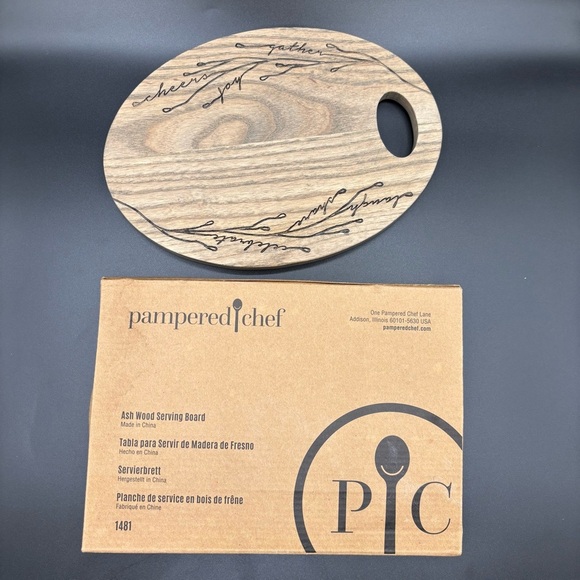 gather
cheers
joy
laugh
share
celebrate
pampered chef
One Pampered Chef Lane
Addison, Illinois 60101-5630 USA
pamperedchef.com
Ash Wood Serving Board
Made in China
Tabla para Servir de Madera de Fresno
Hecho en China
Servierbrett
Hergestellt in China
Planche de service en bois de frêne
Fabriqué en Chine
1481
P C